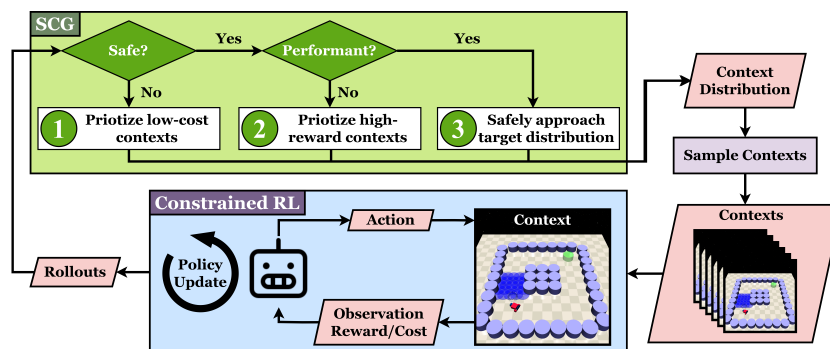 SCG
Safe?
Yes
Performant?
Yes
No
No
1
Priotize low-cost
contexts
2
Priotize high-
reward contexts
3
Safely approach
target distribution
Context
Distribution
Sample Contexts
Contexts
Constrained RL
Action
Context
Policy
Update
Observation
Reward/Cost
Rollouts